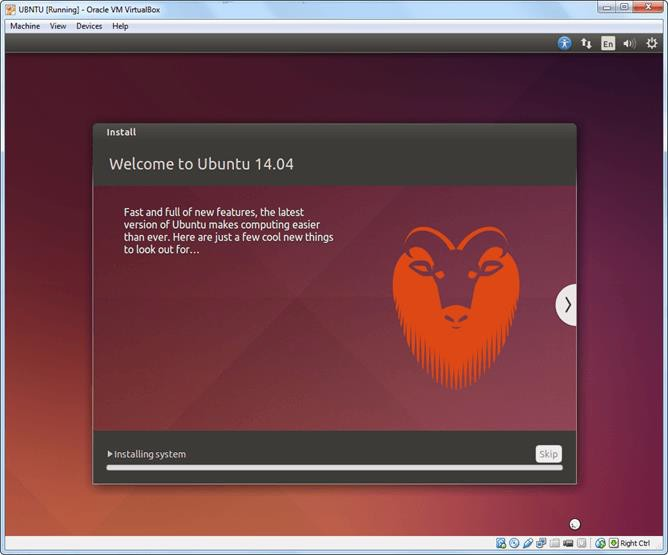 UBNTU [Running] - Oracle VM VirtualBox
Machine View Devices Help
En
Install
Welcome to Ubuntu 14.04
Fast and full of new features, the latest
version of Ubuntu makes computing easier
than ever. Here are just a few cool new things
to look out for...
Installing system
Skip
Right Ctrl